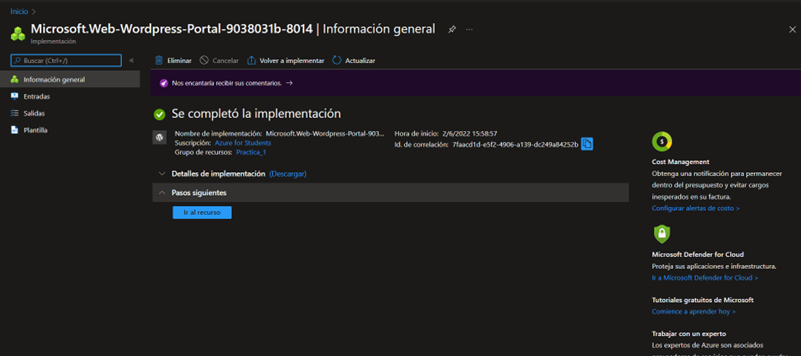 Inicio >
Microsoft.Web-Wordpress-Portal-9038031b-8014 | Información general
Implementación
Buscar (Ctrl+/)
Información general
Entradas
Salidas
Plantilla
Eliminar
Cancelar
Volver a implementar
Actualizar
Nos encantaría recibir sus comentarios. →
Se completó la implementación
Nombre de implementación: Microsoft.Web-Wordpress-Portal-903...
Suscripción: Azure for Students
Grupo de recursos: Practica_1
Hora de inicio: 2/6/2022 15:58:57
Id. de correlación: 7faacd1d-e5f2-4906-a139-dc249a84252b
Detalles de implementación (Descargar)
Pasos siguientes
Ir al recurso
Cost Management
Obtenga una notificación para permanecer
dentro del presupuesto y evitar cargos
inesperados en su factura.
Configurar alertas de costo >
Microsoft Defender for Cloud
Proteja sus aplicaciones e infraestructura.
Ir a Microsoft Defender for Cloud >
Tutoriales gratuitos de Microsoft
Comience a aprender hoy >
Trabajar con un experto
Los expertos de Azure son asociados